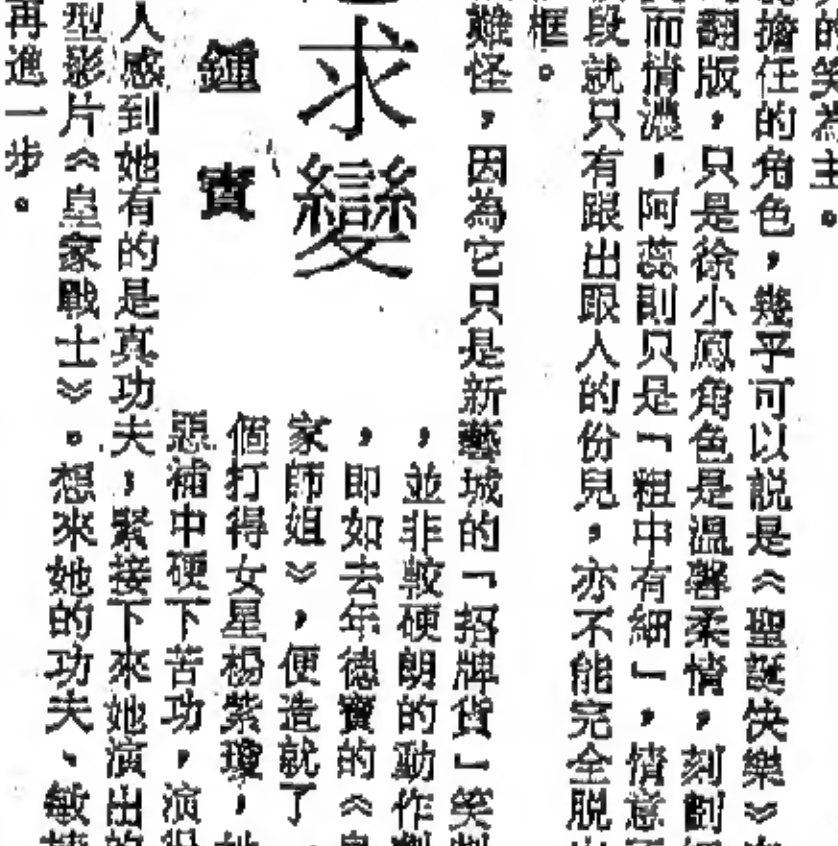 的笑為主。
擔任的角色，幾乎可以説是《聖誕快樂》
翻版，只是徐小鳳角色是溫馨柔情，刻劃
而情濃，阿蕊則只是「粗中有細」，情意
段就只有跟出跟人的份兒，亦不能完全脱
框。
難怪，因為它只是新藝城的「招牌貨」笑
，並非較硬朗的動作
，即如去年德寶的《
家師姐》，便造就了
個打得女星楊紫瓊，
惡補中硬下苦功，演
求變
鍾寶
人感到她有的是真功夫，緊接下來她演出的
型影片《皇家戰士》。想來她的功夫、敏
再進一步。